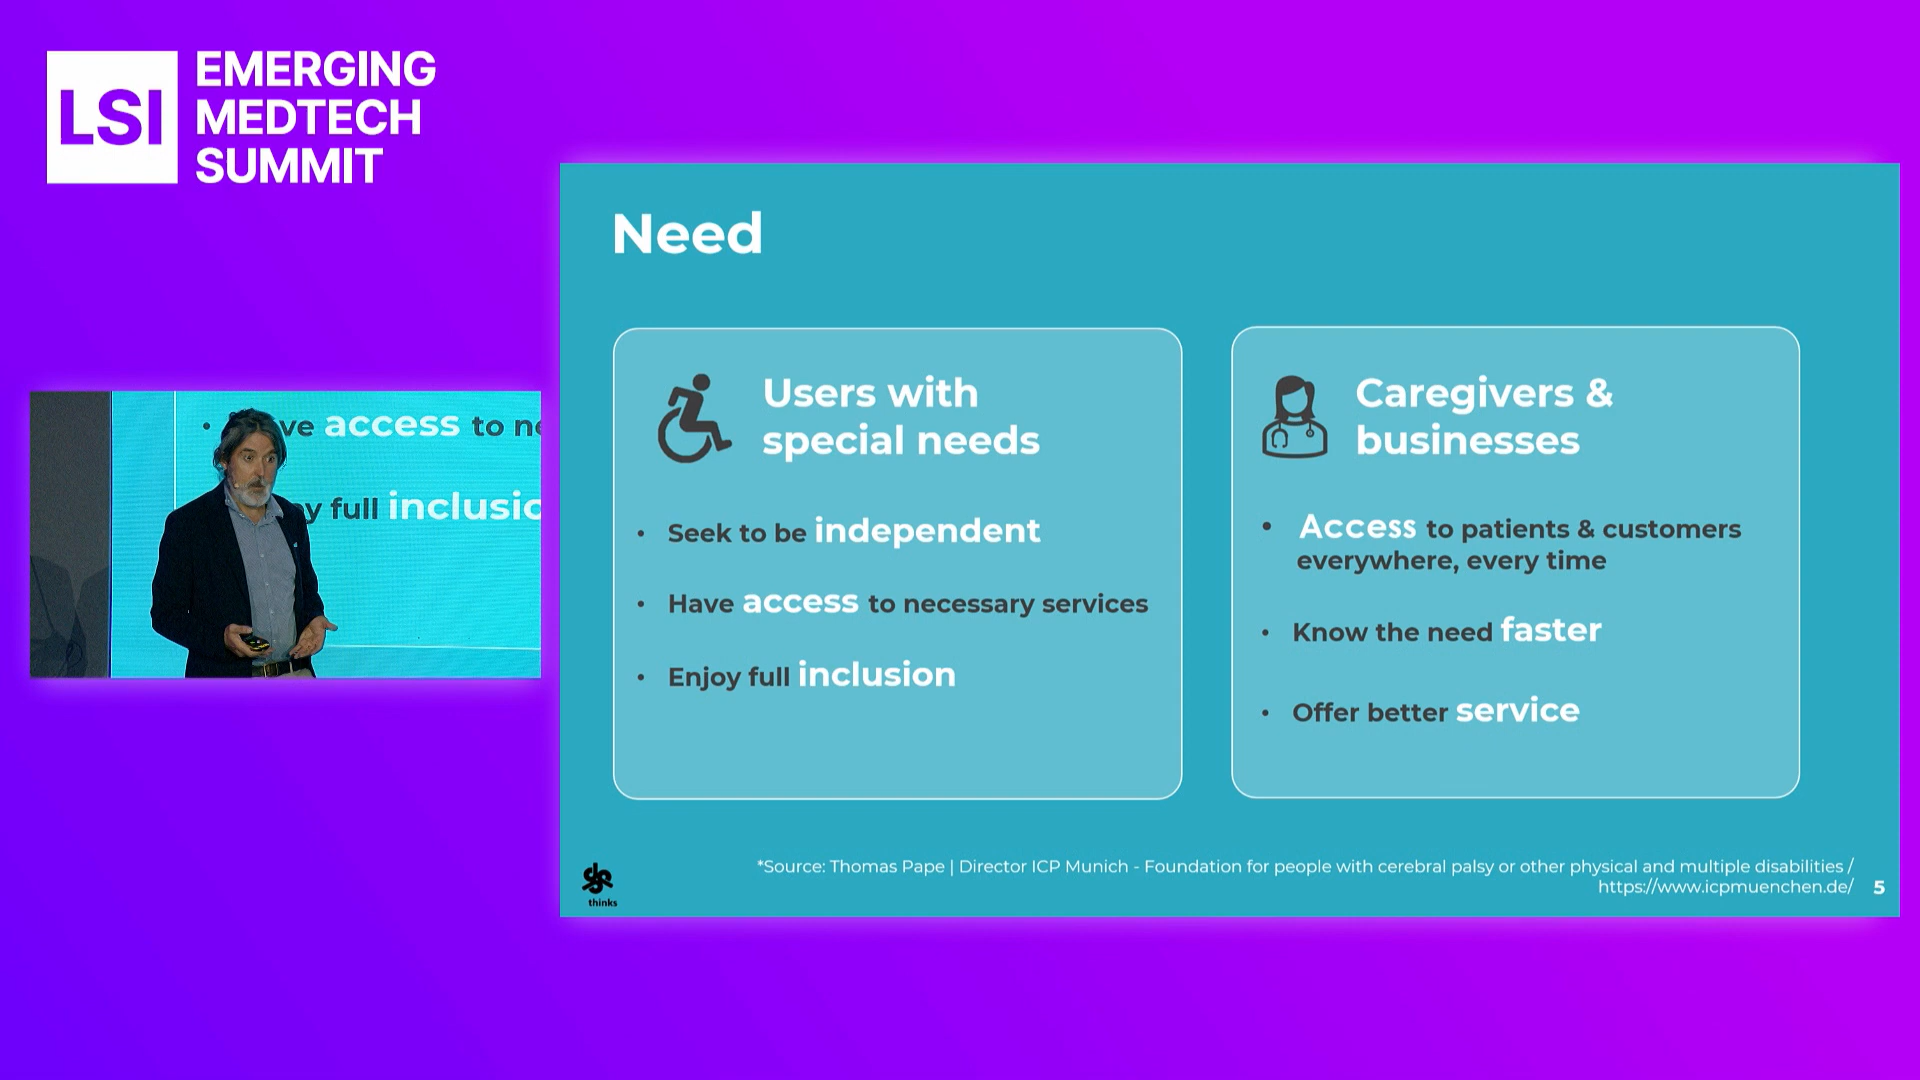 LSI
EMERGING
MEDTECH
SUMMIT
Need
Users with
special needs
• Seek to be independent
• Have access to necessary services
• Enjoy full inclusion
Caregivers &
businesses
• Access to patients & customers
everywhere, every time
• Know the need faster
• Offer better service
• ve access to ne
y full inclusio
thinks
*Source: Thomas Pape | Director ICP Munich - Foundation for people with cerebral palsy or other physical and multiple disabilities /
https://www.icpmuenchen.de/
5